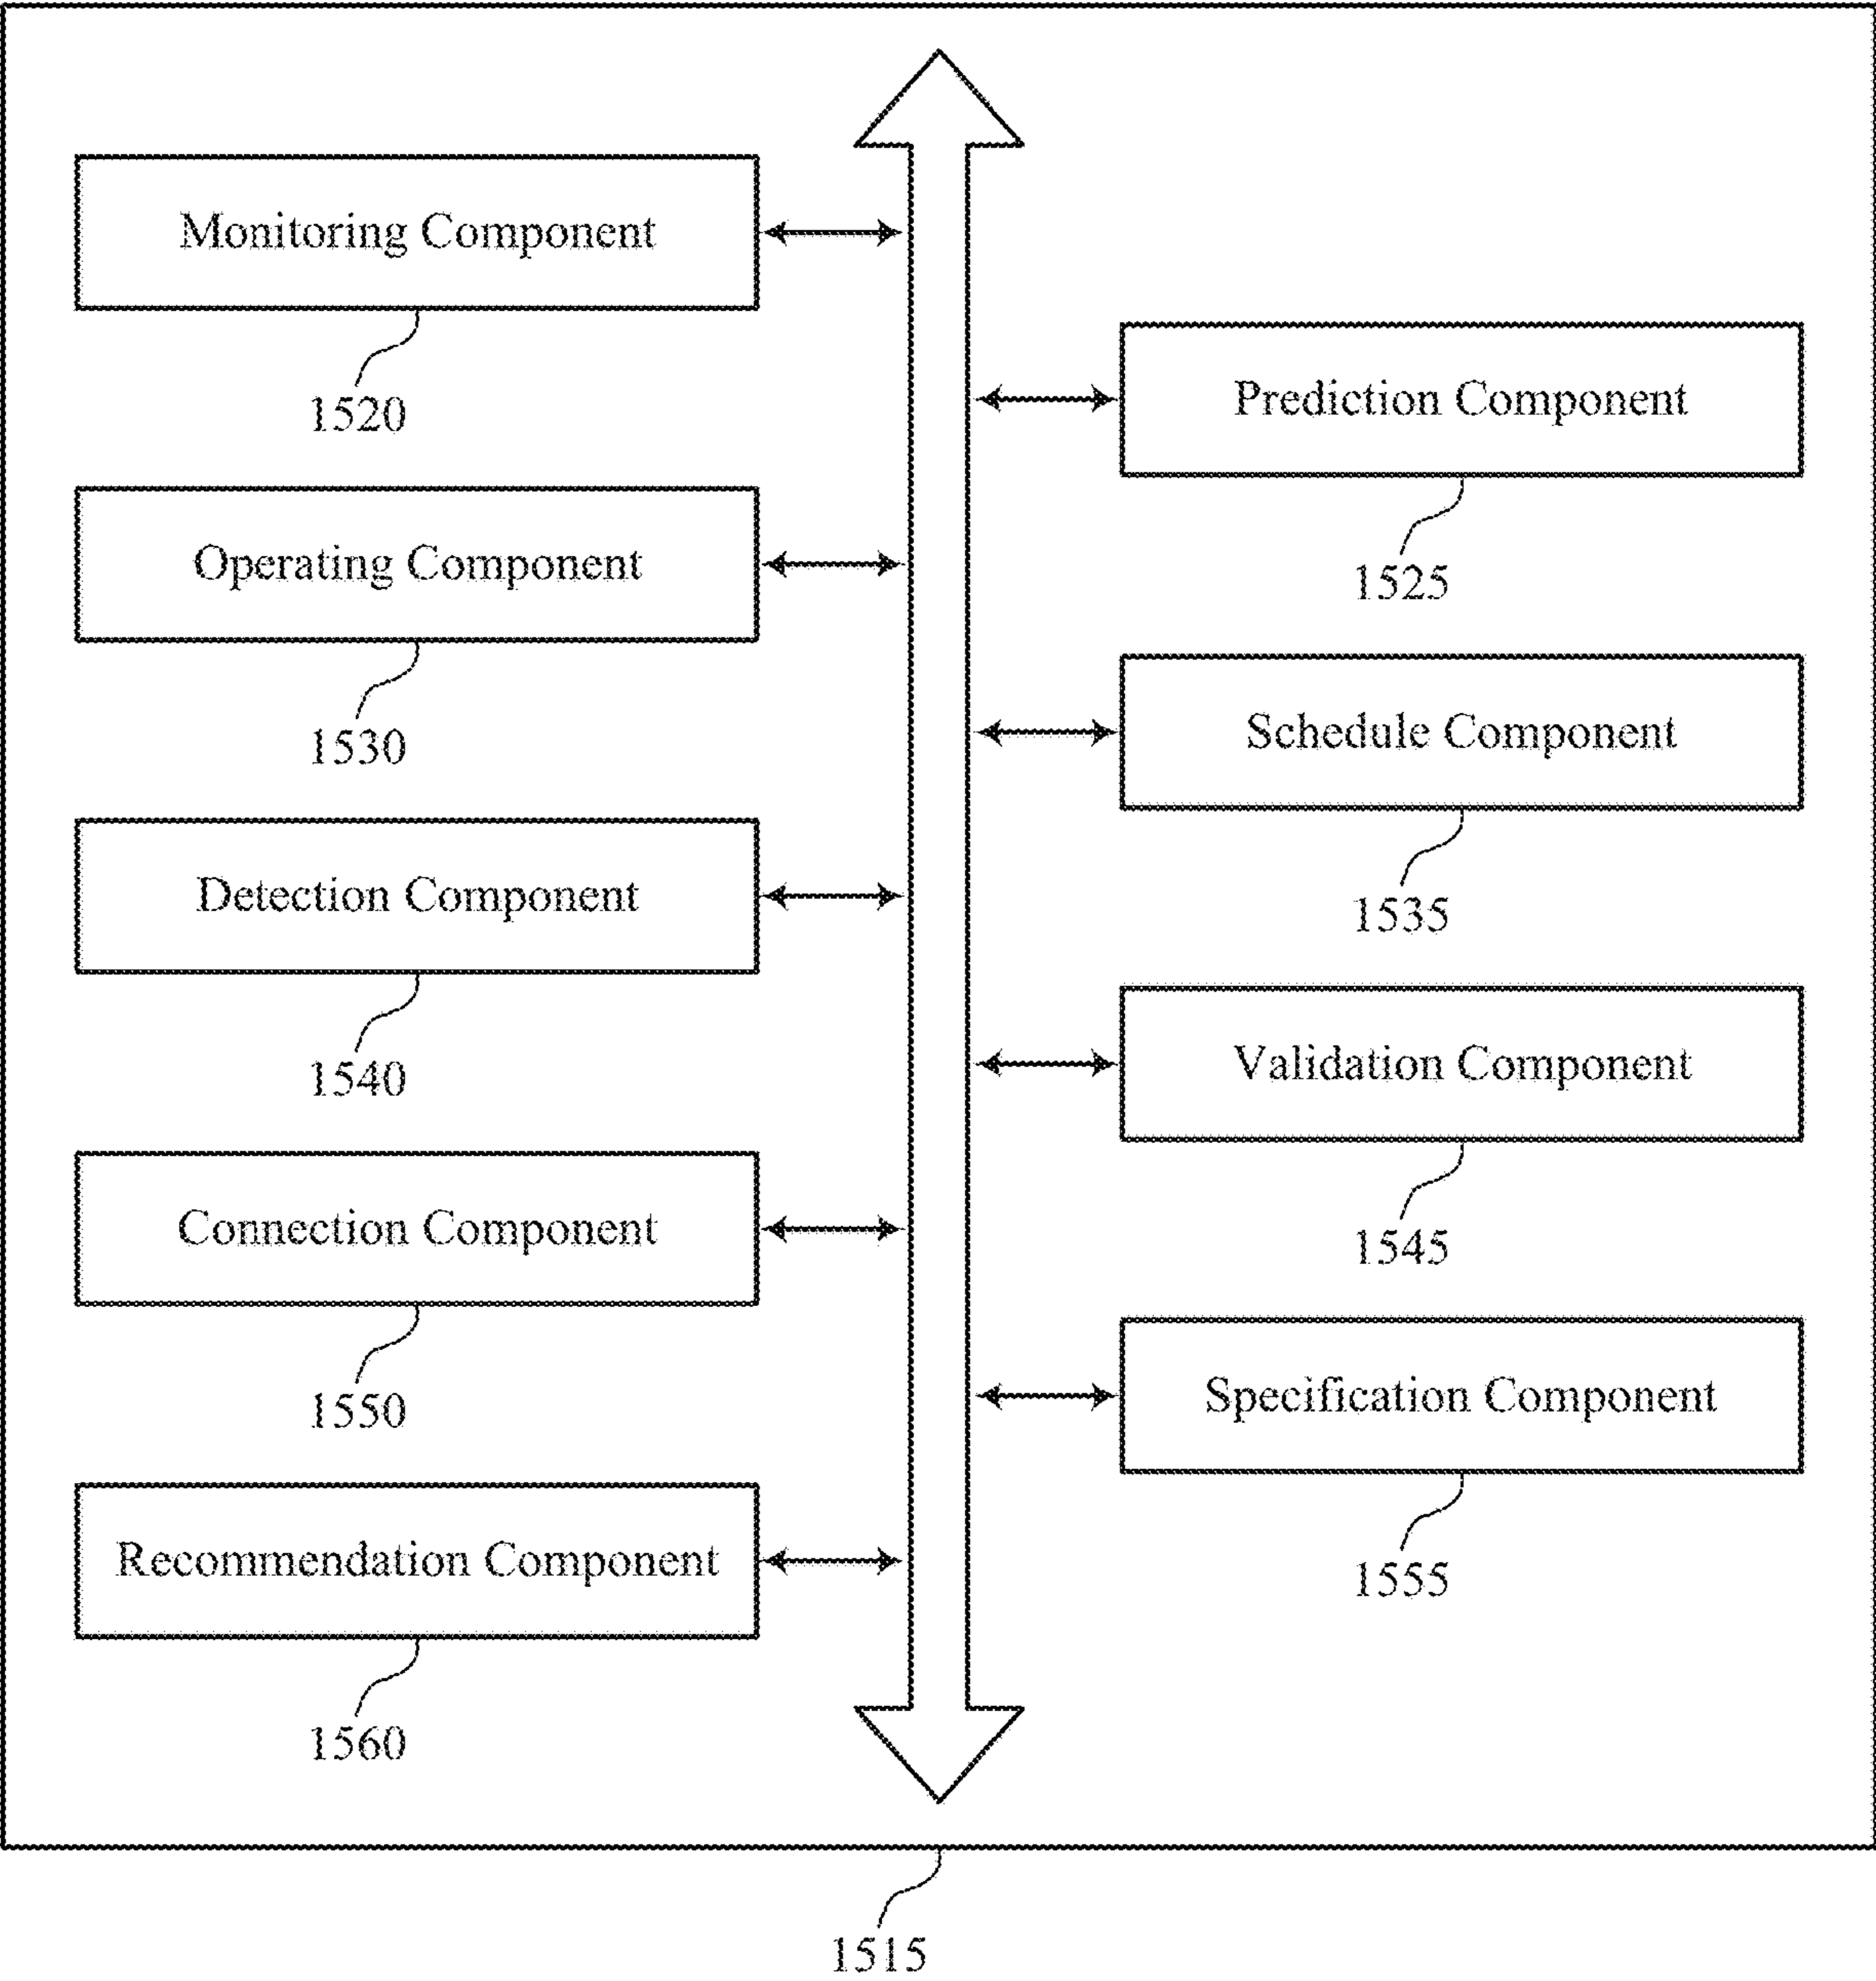 Monitoring Component
1520
Prediction Component
1525
Operating Component
1530
Schedule Component
1535
Detection Component
1540
Validation Component
1545
Connection Component
1550
Specification Component
1555
Recommendation Component
1560
1515